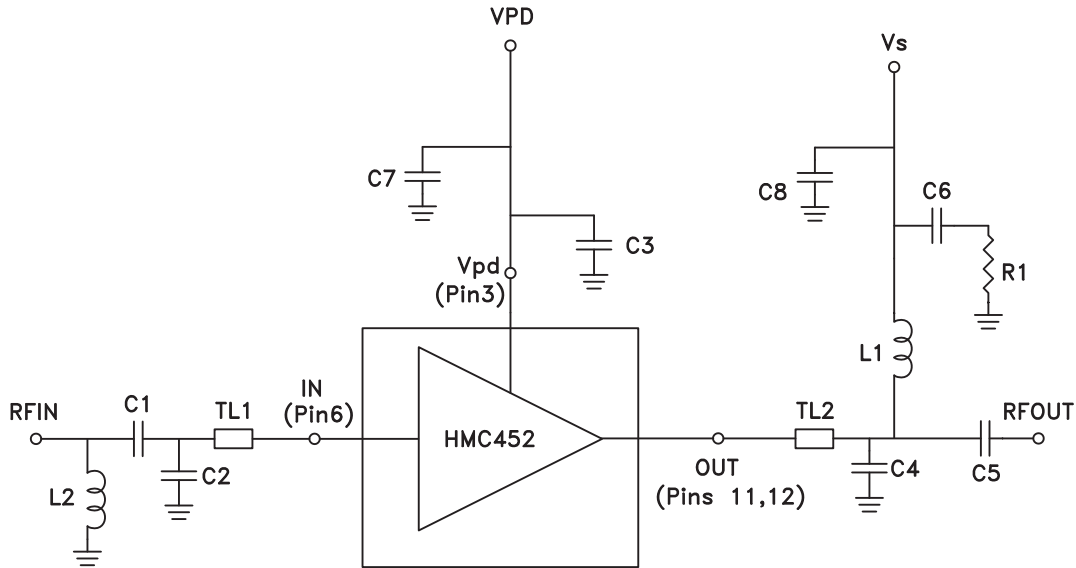 VPD
Vs
C7
C8
C6
C3
Vpd
(Pin3)
R1
L1
IN
(Pin6)
RFIN
C1
TL1
TL2
RFOUT
HMC452
L2
C2
OUT
(Pins 11,12)
C4
C5